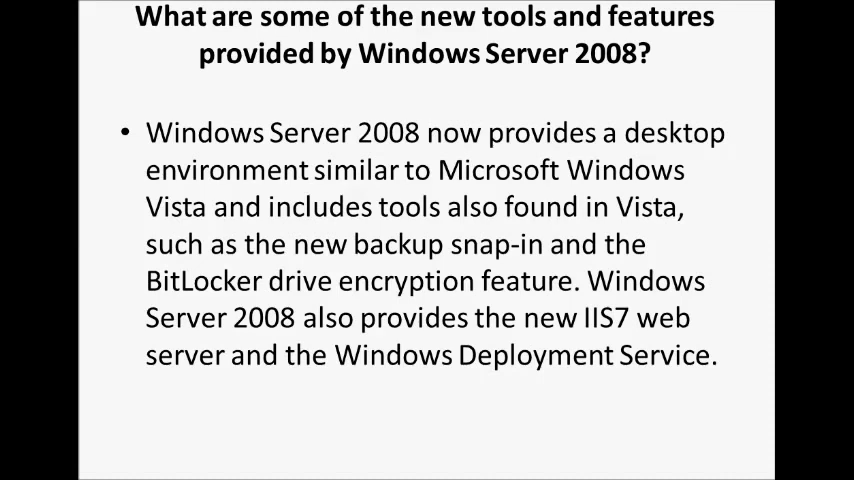 What are some of the new tools and features
provided by Windows Server 2008?
• Windows Server 2008 now provides a desktop
environment similar to Microsoft Windows
Vista and includes tools also found in Vista,
such as the new backup snap-in and the
BitLocker drive encryption feature. Windows
Server 2008 also provides the new IIS7 web
server and the Windows Deployment Service.